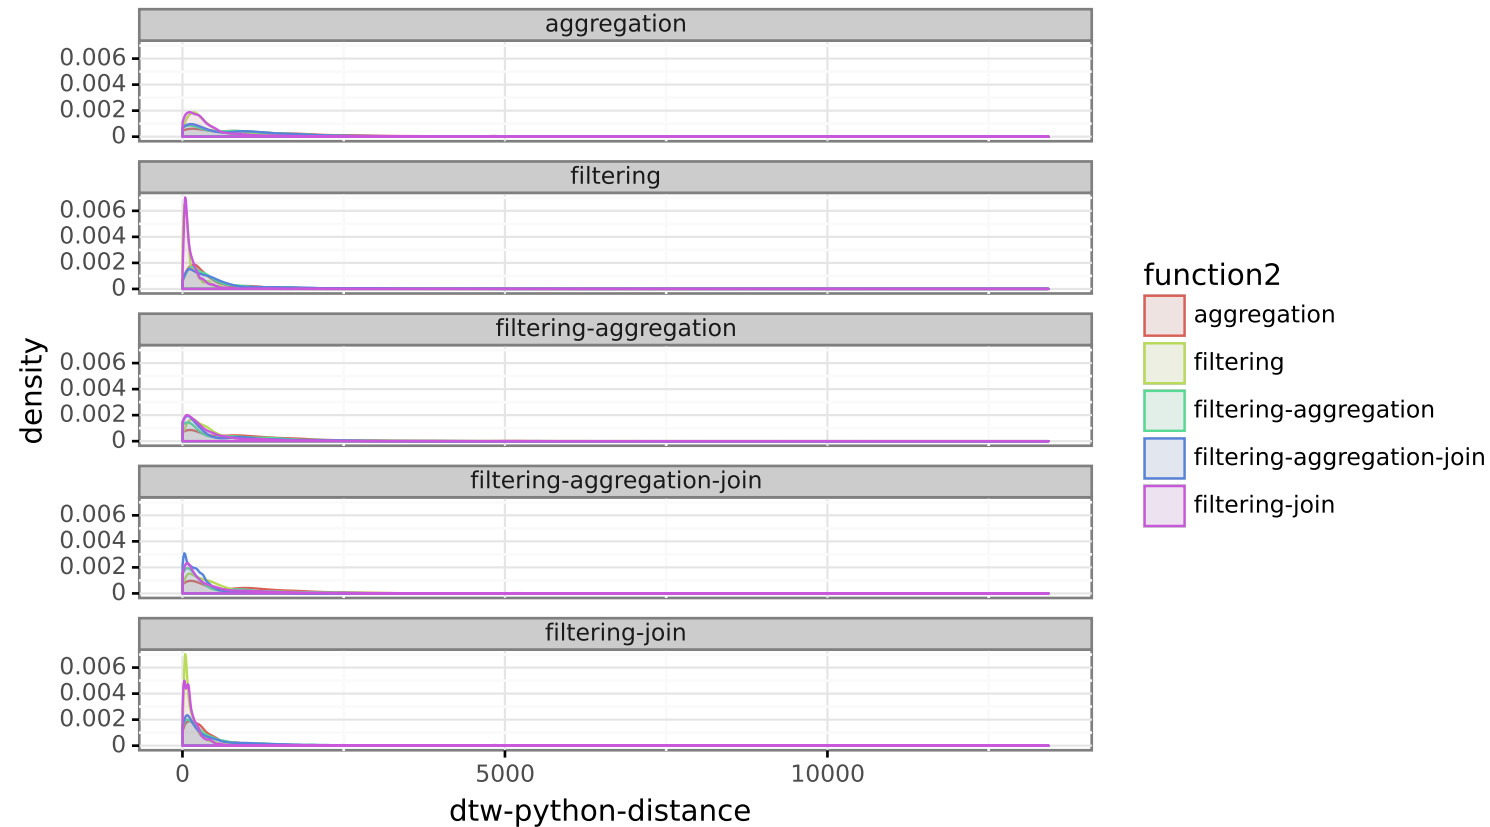 aggregation
0.006
0.004
0.002
0
filtering
0.006
0.004
0.002
0
filtering-aggregation
0.006
0.004
0.002
0
filtering-aggregation-join
0.006
0.004
0.002
0
filtering-join
0.006
0.004
0.002
0
0 5000 10000
dtw-python-distance
density
function2
aggregation
filtering
filtering-aggregation
filtering-aggregation-join
filtering-join